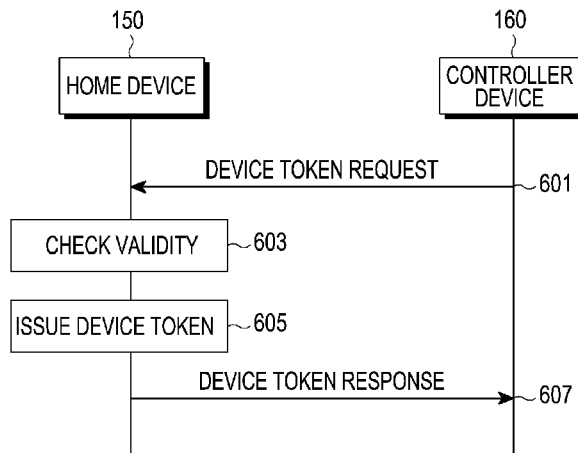 150
160
HOME DEVICE
CONTROLLER
DEVICE
DEVICE TOKEN REQUEST
601
CHECK VALIDITY
603
ISSUE DEVICE TOKEN
605
DEVICE TOKEN RESPONSE
607